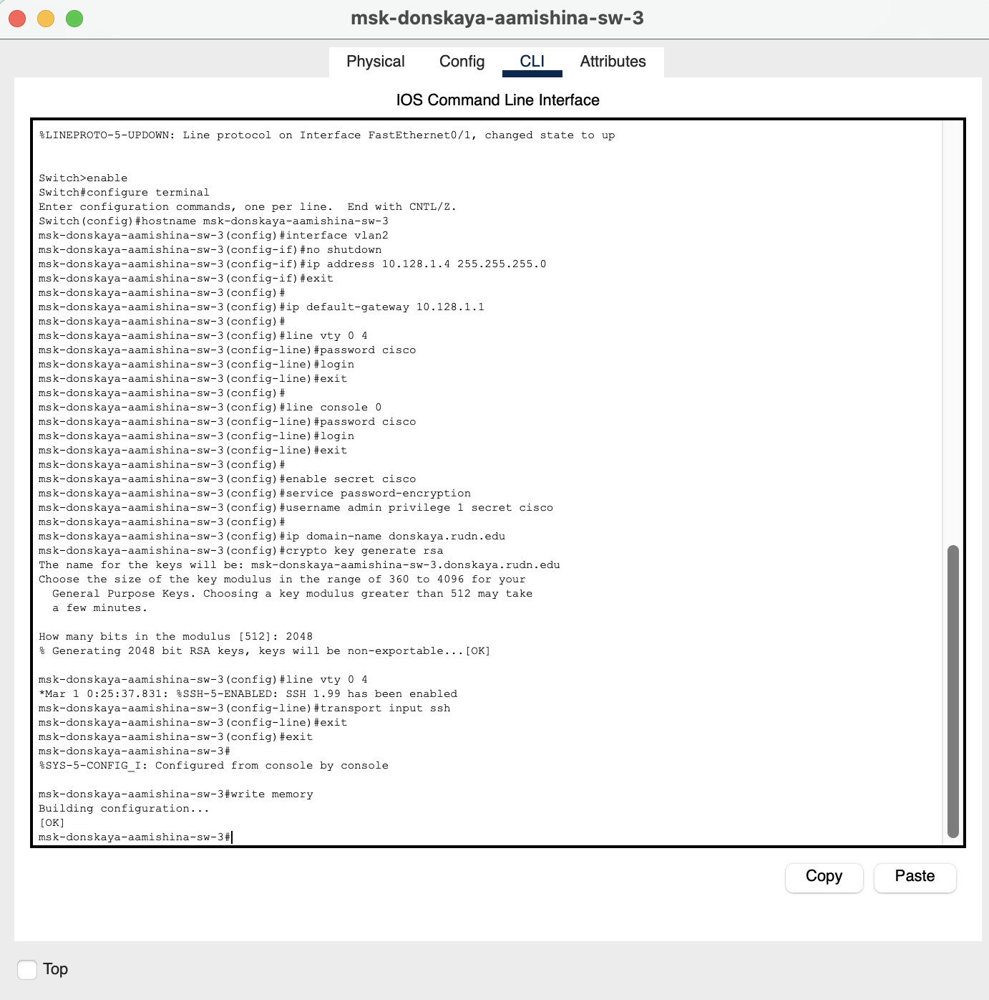 msk-donskaya-aamishina-sw-3
Physical Config CLI Attributes
IOS Command Line Interface
%LINEPROTO-5-UPDOWN: Line protocol on Interface FastEthernet0/1, changed state to up
Switch>enable
Switch#configure terminal
Enter configuration commands, one per line.  End with CNTL/Z.
Switch(config)#hostname msk-donskaya-aamishina-sw-3
msk-donskaya-aamishina-sw-3(config)#interface vlan2
msk-donskaya-aamishina-sw-3(config-if)#no shutdown
msk-donskaya-aamishina-sw-3(config-if)#ip address 10.128.1.4 255.255.255.0
msk-donskaya-aamishina-sw-3(config-if)#exit
msk-donskaya-aamishina-sw-3(config)#
msk-donskaya-aamishina-sw-3(config)#ip default-gateway 10.128.1.1
msk-donskaya-aamishina-sw-3(config)#
msk-donskaya-aamishina-sw-3(config)#line vty 0 4
msk-donskaya-aamishina-sw-3(config-line)#password cisco
msk-donskaya-aamishina-sw-3(config-line)#login
msk-donskaya-aamishina-sw-3(config-line)#exit
msk-donskaya-aamishina-sw-3(config)#
msk-donskaya-aamishina-sw-3(config)#line console 0
msk-donskaya-aamishina-sw-3(config-line)#password cisco
msk-donskaya-aamishina-sw-3(config-line)#login
msk-donskaya-aamishina-sw-3(config-line)#exit
msk-donskaya-aamishina-sw-3(config)#
msk-donskaya-aamishina-sw-3(config)#enable secret cisco
msk-donskaya-aamishina-sw-3(config)#service password-encryption
msk-donskaya-aamishina-sw-3(config)#username admin privilege 1 secret cisco
msk-donskaya-aamishina-sw-3(config)#
msk-donskaya-aamishina-sw-3(config)#ip domain-name donskaya.rudn.edu
msk-donskaya-aamishina-sw-3(config)#crypto key generate rsa
The name for the keys will be: msk-donskaya-aamishina-sw-3.donskaya.rudn.edu
Choose the size of the key modulus in the range of 360 to 4096 for your
  General Purpose Keys. Choosing a key modulus greater than 512 may take
  a few minutes.
How many bits in the modulus [512]: 2048
% Generating 2048 bit RSA keys, keys will be non-exportable...[OK]
msk-donskaya-aamishina-sw-3(config)#line vty 0 4
*Mar 1 0:25:37.831: %SSH-5-ENABLED: SSH 1.99 has been enabled
msk-donskaya-aamishina-sw-3(config-line)#transport input ssh
msk-donskaya-aamishina-sw-3(config-line)#exit
msk-donskaya-aamishina-sw-3(config)#exit
msk-donskaya-aamishina-sw-3#
%SYS-5-CONFIG_I: Configured from console by console
msk-donskaya-aamishina-sw-3#write memory
Building configuration...
[OK]
msk-donskaya-aamishina-sw-3#
Copy Paste
Top